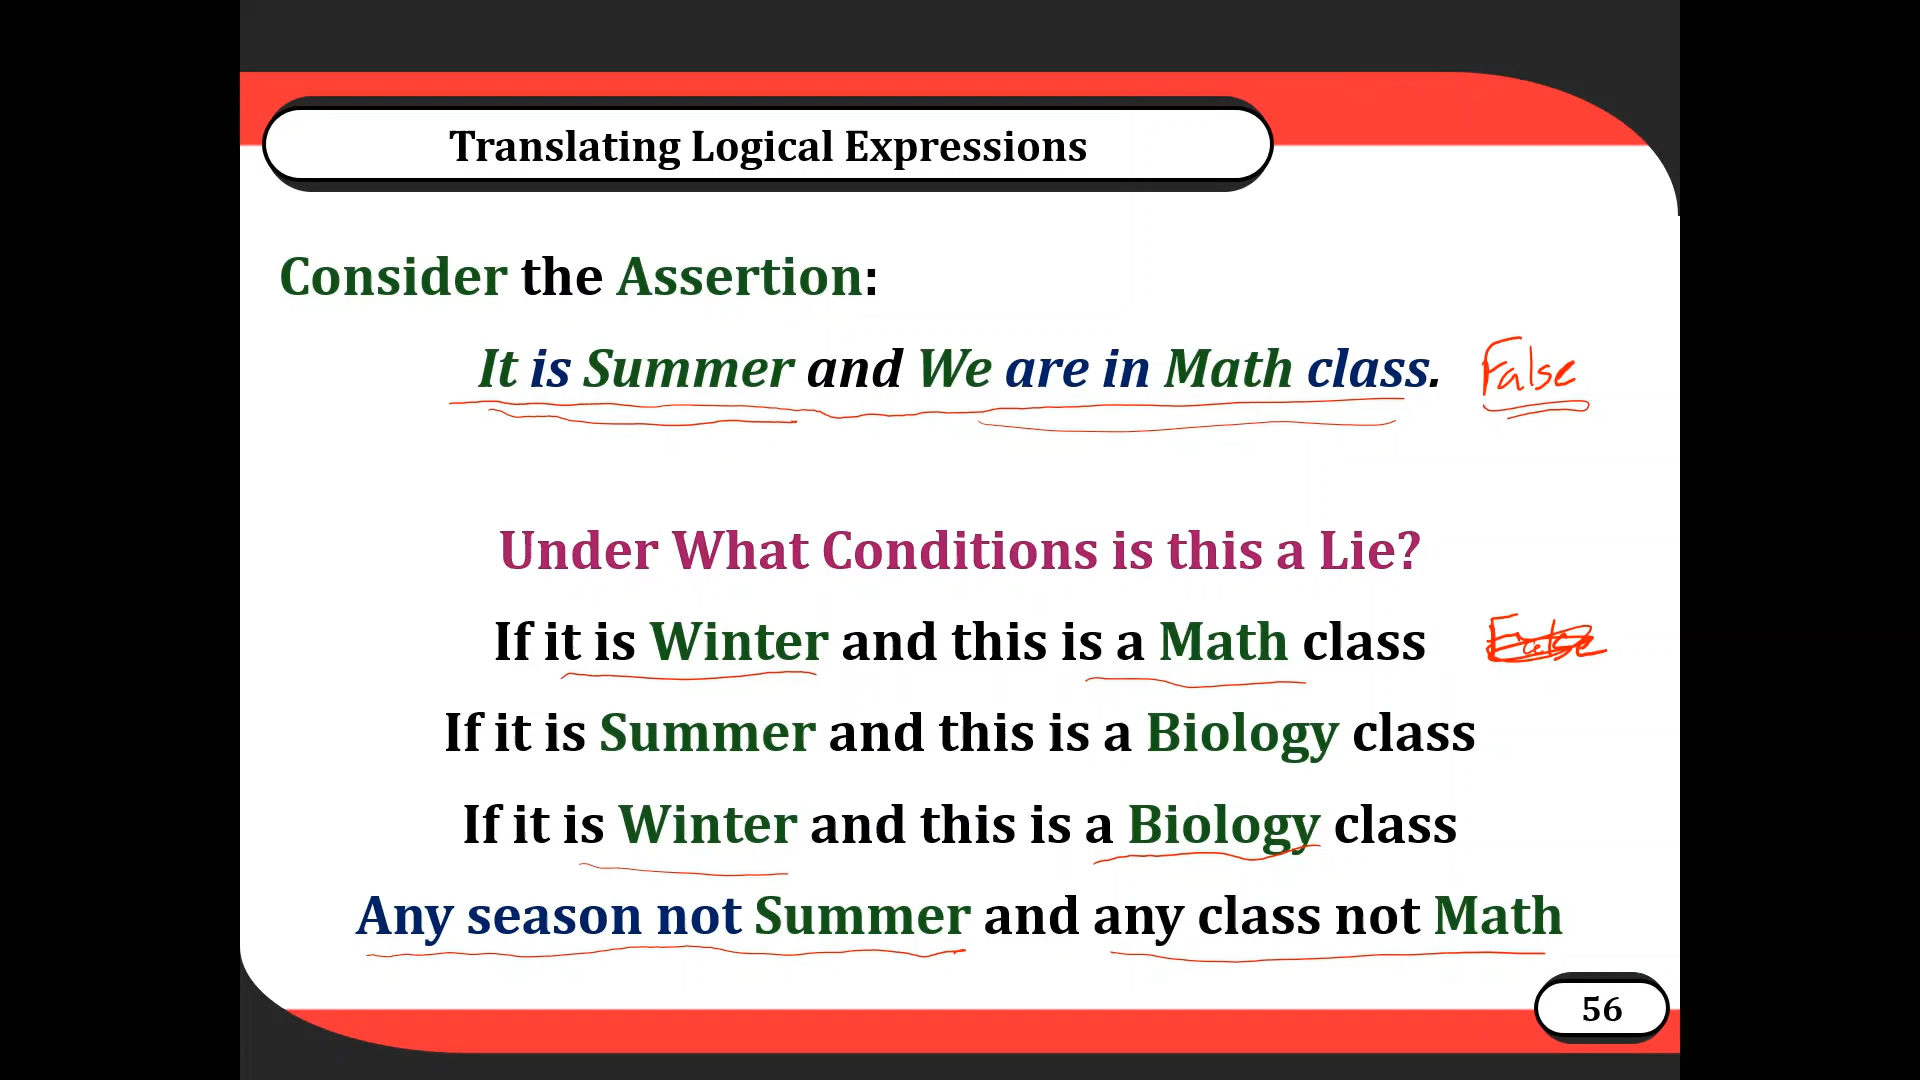 Translating Logical Expressions
Consider the Assertion:
It is Summer and We are in Math class. False
Under What Conditions is this a Lie?
If it is Winter and this is a Math class False
If it is Summer and this is a Biology class
If it is Winter and this is a Biology class
Any season not Summer and any class not Math
56